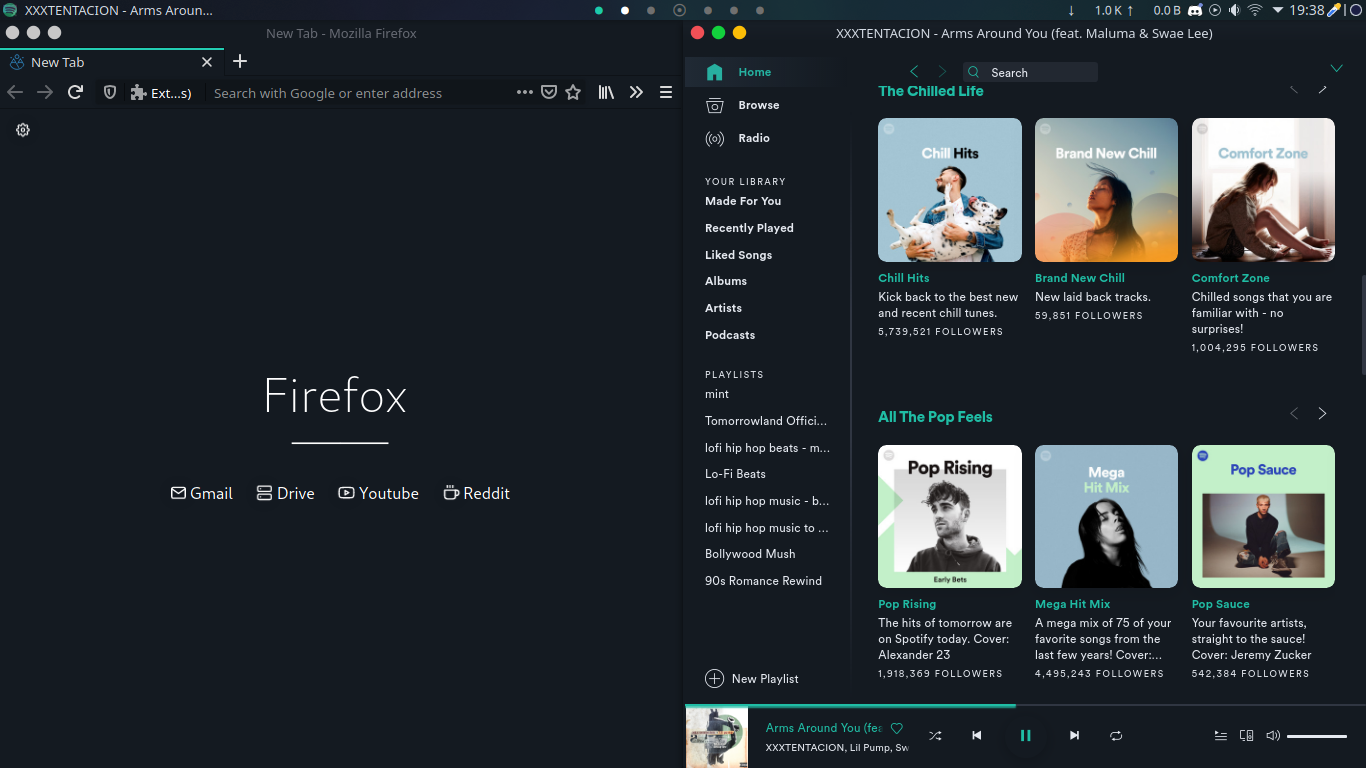 XXXTENTACION - Arms Aroun...
↓ 1.0 K ↑ 0.0 B
19:38
New Tab - Mozilla Firefox
New Tab
Ext...s)
Search with Google or enter address
Firefox
Gmail
Drive
Youtube
Reddit
XXXTENTACION - Arms Around You (feat. Maluma & Swae Lee)
Home
Browse
Radio
YOUR LIBRARY
Made For You
Recently Played
Liked Songs
Albums
Artists
Podcasts
PLAYLISTS
mint
Tomorrowland Offici...
lofi hip hop beats - m...
Lo-Fi Beats
lofi hip hop music - b...
lofi hip hop music to ...
Bollywood Mush
90s Romance Rewind
New Playlist
Search
The Chilled Life
Chill Hits
Chill Hits
Kick back to the best new
and recent chill tunes.
5,739,521 FOLLOWERS
Brand New Chill
Brand New Chill
New laid back tracks.
59,851 FOLLOWERS
Comfort Zone
Comfort Zone
Chilled songs that you are
familiar with - no
surprises!
1,004,295 FOLLOWERS
All The Pop Feels
Pop Rising
Early Bets
Pop Rising
The hits of tomorrow are
on Spotify today. Cover:
Alexander 23
1,918,369 FOLLOWERS
Mega
Hit Mix
Mega Hit Mix
A mega mix of 75 of your
favorite songs from the
last few years! Cover:...
4,495,243 FOLLOWERS
Pop Sauce
Pop Sauce
Your favourite artists,
straight to the sauce!
Cover: Jeremy Zucker
542,384 FOLLOWERS
Arms Around You (fea
XXXTENTACION, Lil Pump, Sw